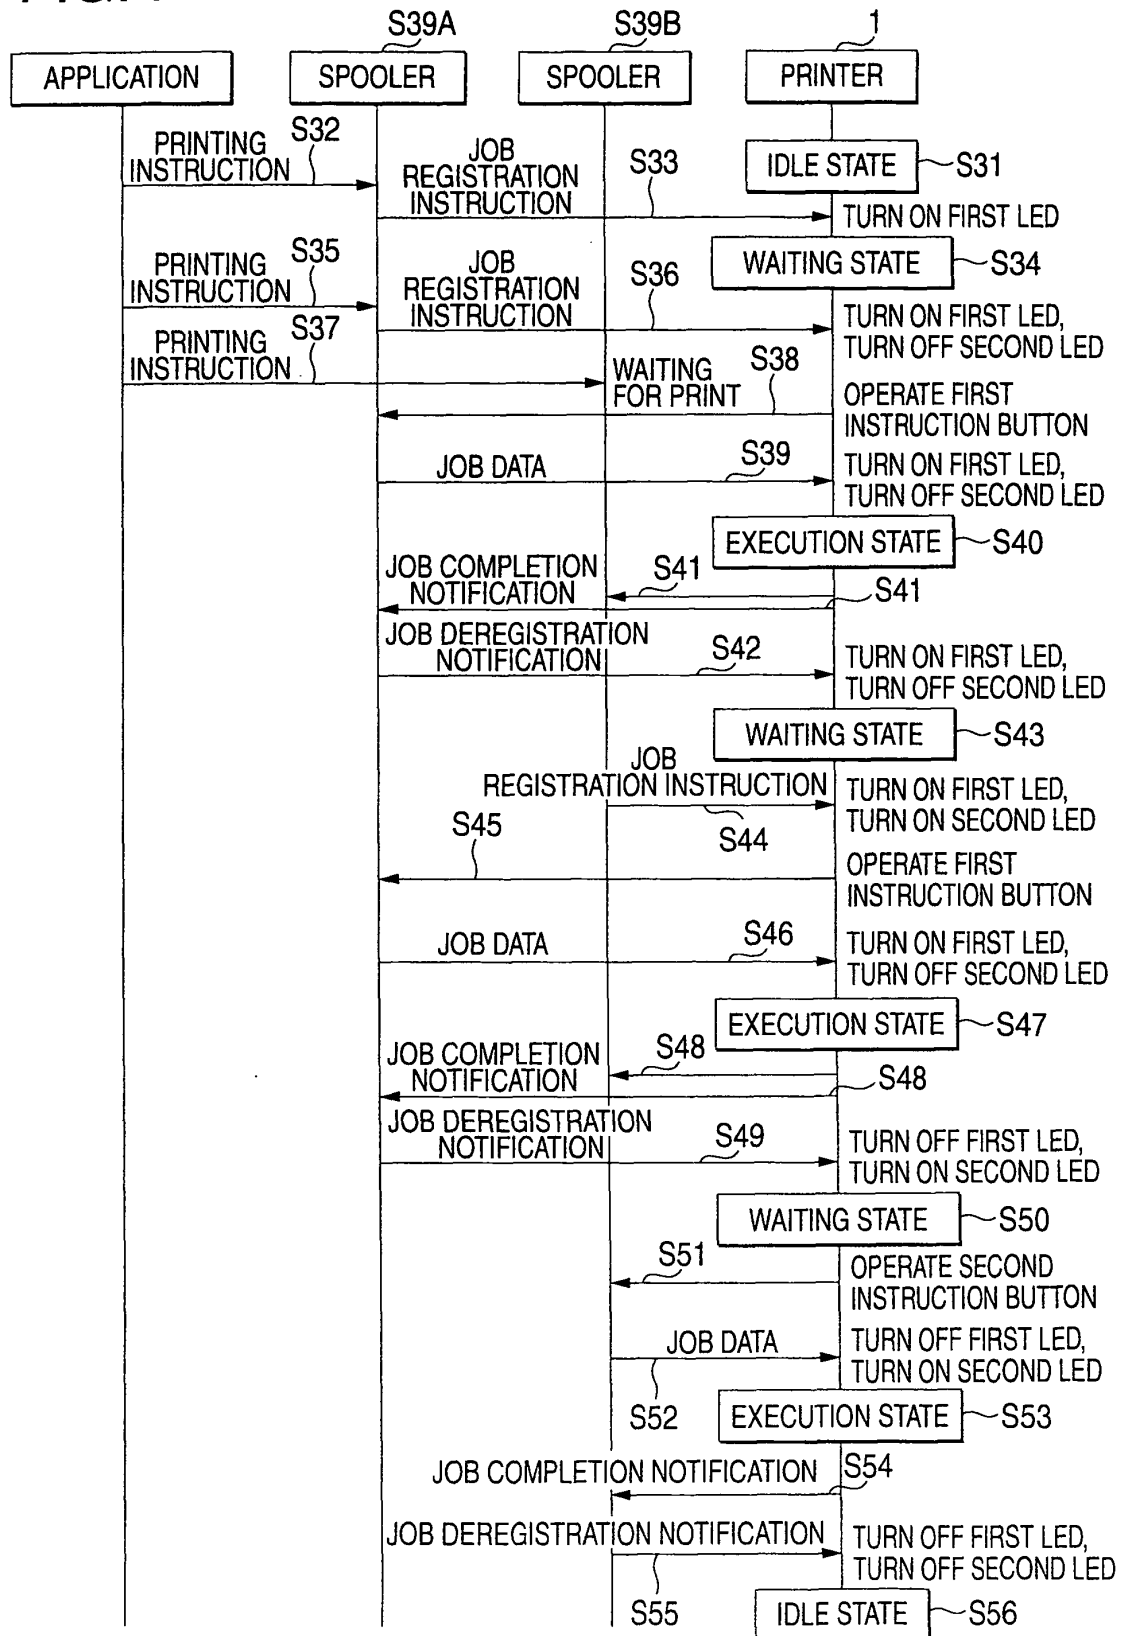 S39A
S39B
1
APPLICATION
SPOOLER
SPOOLER
PRINTER
PRINTING
INSTRUCTION
S32
JOB
REGISTRATION
INSTRUCTION
S33
IDLE STATE
S31
TURN ON FIRST LED
WAITING STATE
S34
PRINTING
INSTRUCTION
S35
JOB
REGISTRATION
INSTRUCTION
S36
TURN ON FIRST LED,
TURN OFF SECOND LED
PRINTING
INSTRUCTION
S37
WAITING
FOR PRINT
S38
OPERATE FIRST
INSTRUCTION BUTTON
JOB DATA
S39
TURN ON FIRST LED,
TURN OFF SECOND LED
EXECUTION STATE
S40
JOB COMPLETION
NOTIFICATION
S41
S41
JOB DEREGISTRATION
NOTIFICATION
S42
TURN ON FIRST LED,
TURN OFF SECOND LED
WAITING STATE
S43
JOB
REGISTRATION INSTRUCTION
S44
TURN ON FIRST LED,
TURN ON SECOND LED
S45
OPERATE FIRST
INSTRUCTION BUTTON
JOB DATA
S46
TURN ON FIRST LED,
TURN OFF SECOND LED
EXECUTION STATE
S47
JOB COMPLETION
NOTIFICATION
S48
S48
JOB DEREGISTRATION
NOTIFICATION
S49
TURN OFF FIRST LED,
TURN ON SECOND LED
WAITING STATE
S50
S51
OPERATE SECOND
INSTRUCTION BUTTON
JOB DATA
S52
TURN OFF FIRST LED,
TURN ON SECOND LED
EXECUTION STATE
S53
JOB COMPLETION NOTIFICATION
S54
JOB DEREGISTRATION NOTIFICATION
S55
TURN OFF FIRST LED,
TURN OFF SECOND LED
IDLE STATE
S56